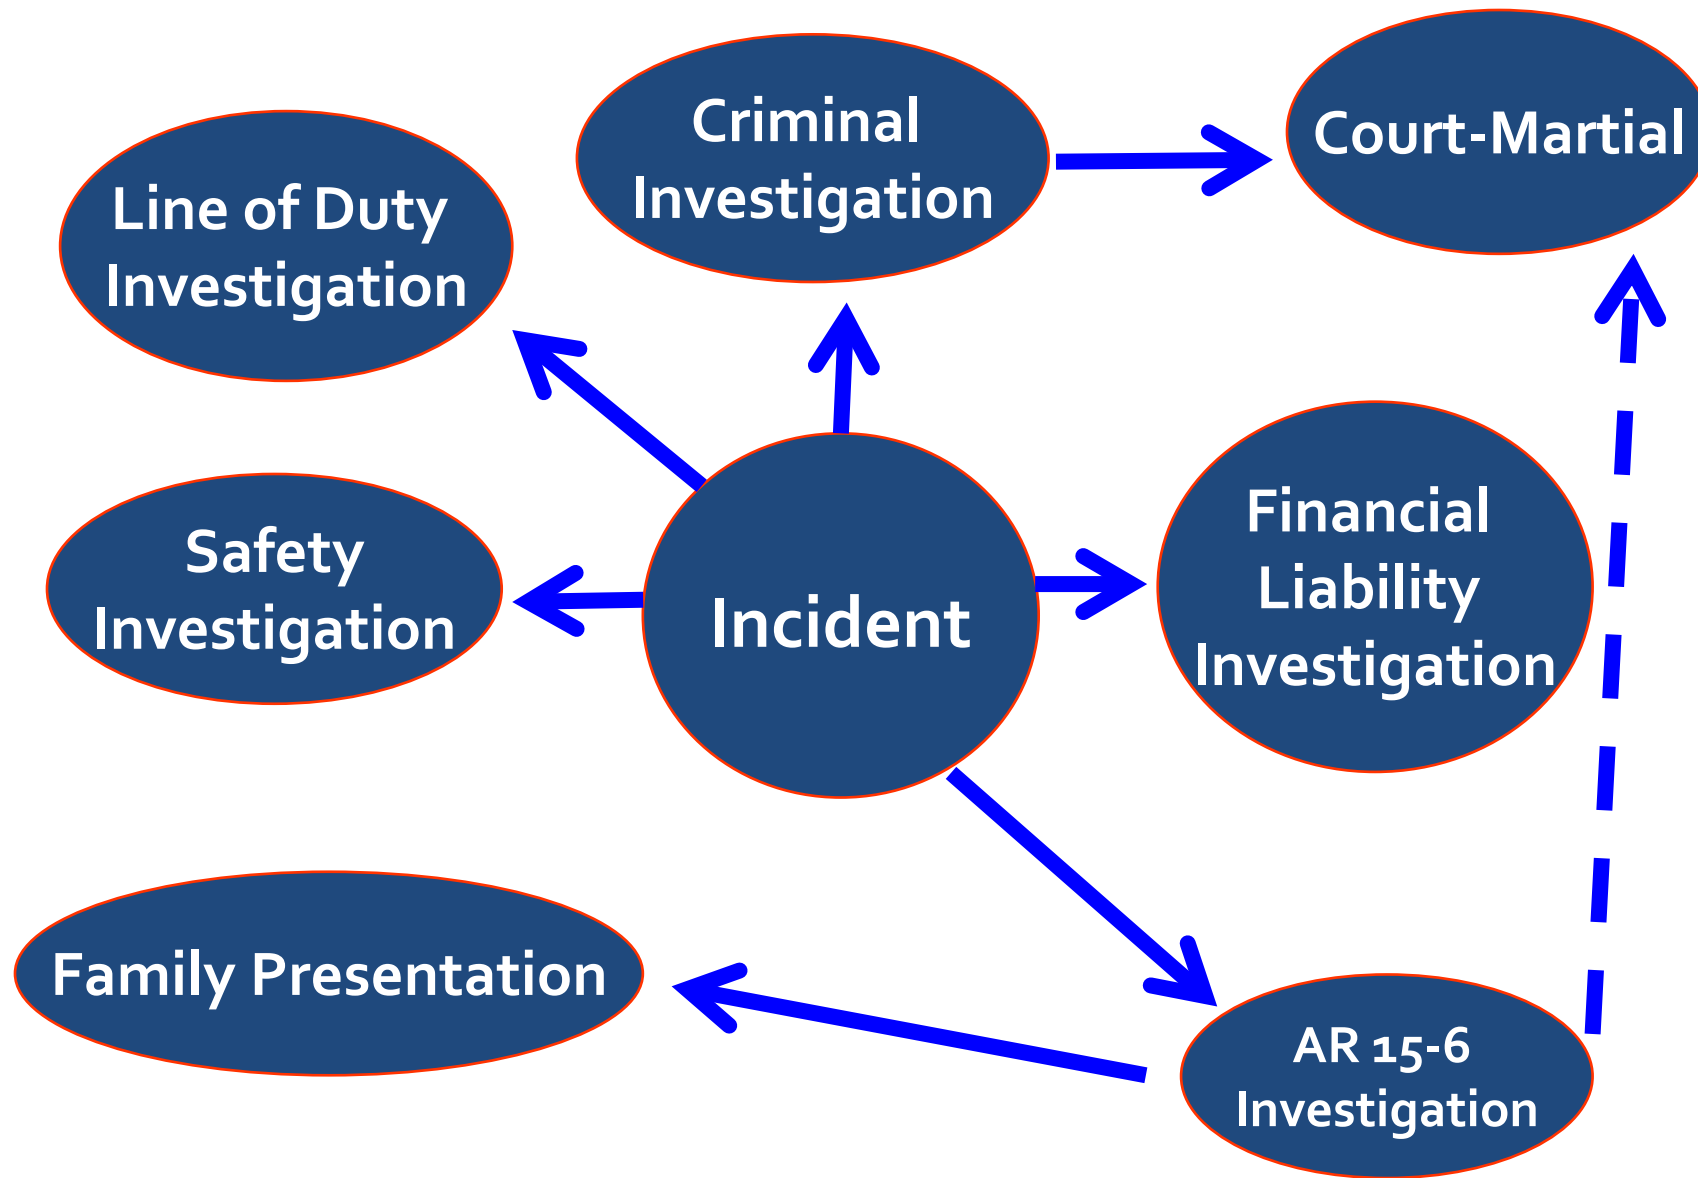 Criminal
Investigation
Court-Martial
Line of Duty
Investigation
Safety
Investigation
Incident
Financial
Liability
Investigation
Family Presentation
AR 15-6
Investigation